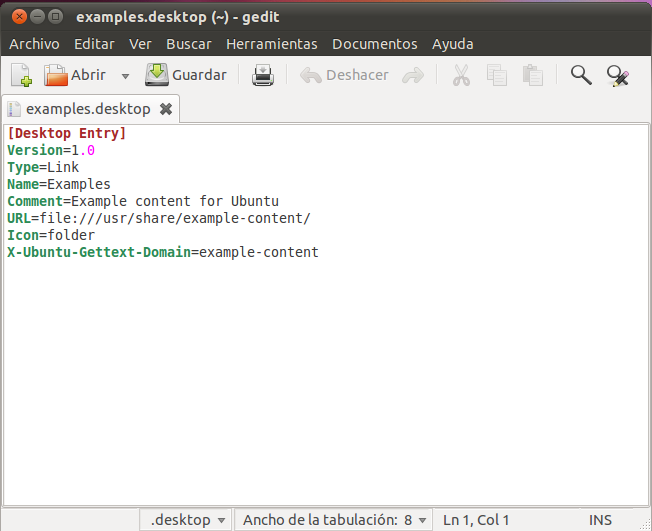 examples.desktop (~) - gedit
Archivo Editar Ver Buscar Herramientas Documentos Ayuda
Abrir Guardar Deshacer
examples.desktop
[Desktop Entry]
Version=1.0
Type=Link
Name=Examples
Comment=Example content for Ubuntu
URL=file:///usr/share/example-content/
Icon=folder
X-Ubuntu-Gettext-Domain=example-content
.desktop Ancho de la tabulación: 8 Ln 1, Col 1 INS